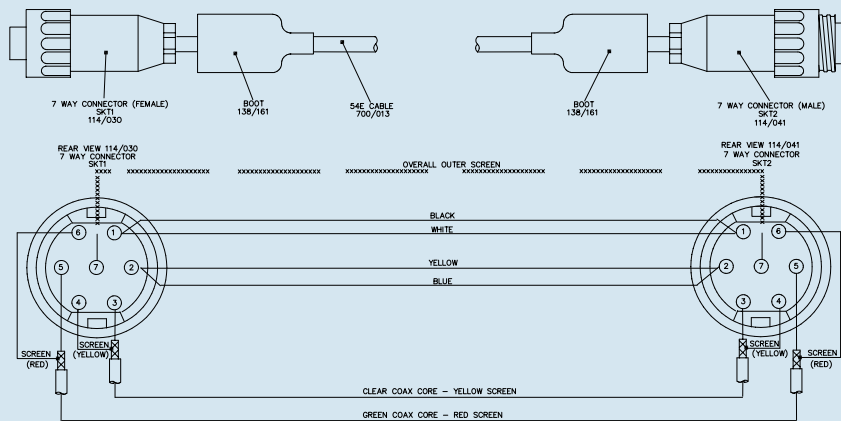 7 WAY CONNECTOR (FEMALE)
SKT1
114/030
BOOT
138/161
54E CABLE
700/013
BOOT
138/161
7 WAY CONNECTOR (MALE)
SKT2
114/041
REAR VIEW 114/030
7 WAY CONNECTOR
SKT1
OVERALL OUTER SCREEN
REAR VIEW 114/041
7 WAY CONNECTOR
SKT2
BLACK
WHITE
YELLOW
BLUE
6 1
5 7 2
4 3
1 6
2 7 5
3 4
SCREEN
(YELLOW)
SCREEN
(RED)
SCREEN
(YELLOW)
SCREEN
(RED)
CLEAR COAX CORE – YELLOW SCREEN
GREEN COAX CORE – RED SCREEN